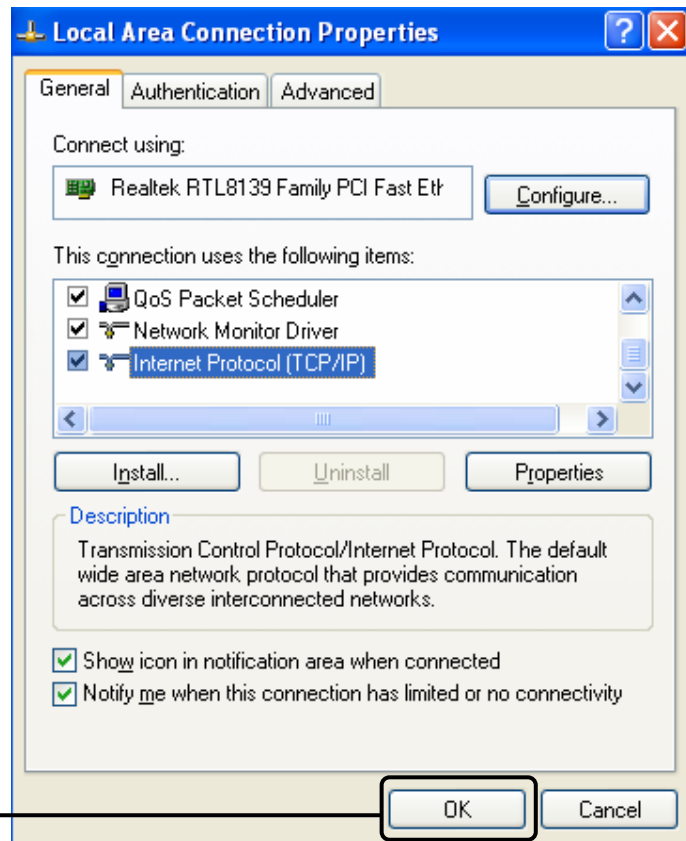 Local Area Connection Properties
General Authentication Advanced
Connect using:
Realtek RTL8139 Family PCI Fast Eth
Configure...
This connection uses the following items:
QoS Packet Scheduler
Network Monitor Driver
Internet Protocol (TCP/IP)
Install... Uninstall Properties
Description
Transmission Control Protocol/Internet Protocol. The default
wide area network protocol that provides communication
across diverse interconnected networks.
Show icon in notification area when connected
Notify me when this connection has limited or no connectivity
OK Cancel